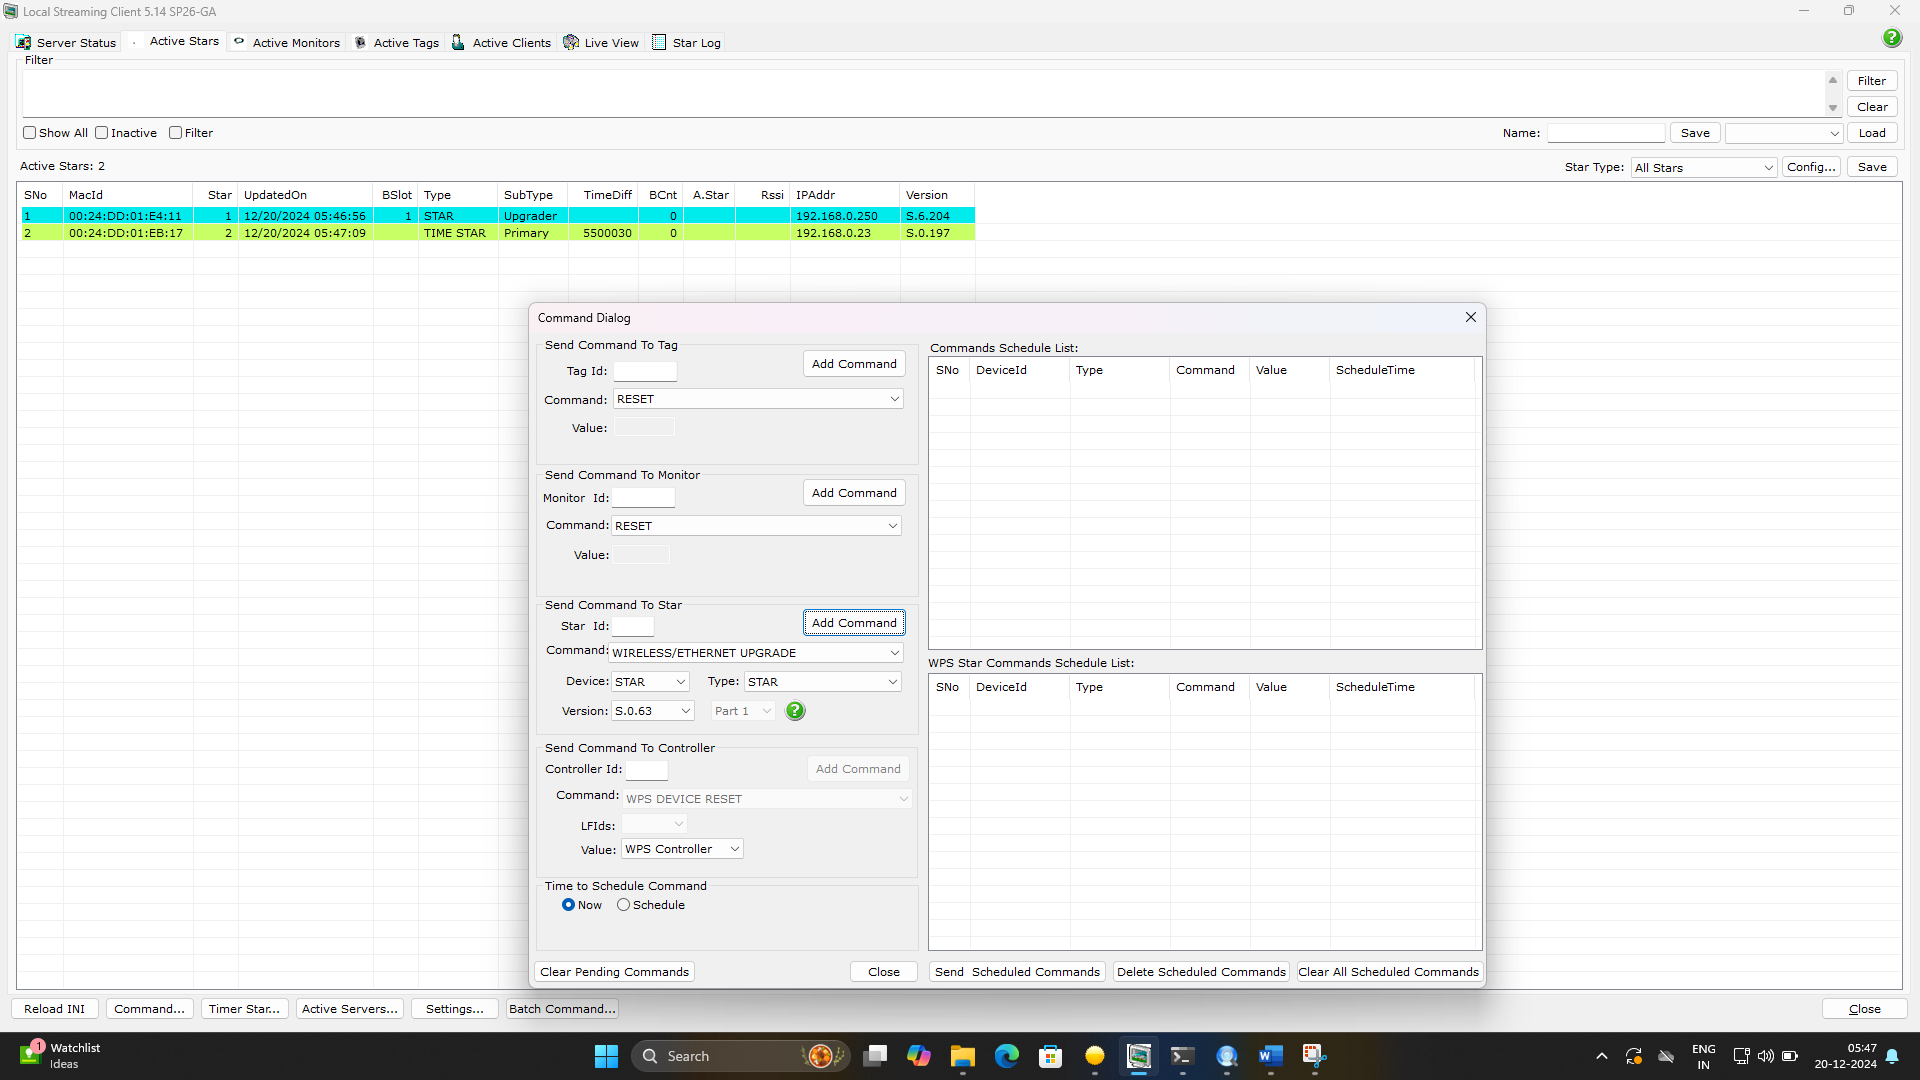 Local Streaming Client 5.14 SP26-GA
Server Status Active Stars Active Monitors Active Tags Active Clients Live View Star Log
Filter
Filter
Clear
Show All Inactive Filter Name: Save Load
Active Stars: 2 Star Type: All Stars Config... Save
SNo MacId Star UpdatedOn BSlot Type SubType TimeDiff BCnt A.Star Rssi IPAddr Version
1 00:24:DD:01:E4:11 1 12/20/2024 05:46:56 1 STAR Upgrader 0 192.168.0.250 S.6.204
2 00:24:DD:01:EB:17 2 12/20/2024 05:47:09 TIME STAR Primary 5500030 0 192.168.0.23 S.0.197
Command Dialog
Send Command To Tag
Tag Id: Add Command
Command: RESET
Value:
Send Command To Monitor
Monitor Id: Add Command
Command: RESET
Value:
Send Command To Star
Star Id: Add Command
Command: WIRELESS/ETHERNET UPGRADE
Device: STAR Type: STAR
Version: S.0.63 Part 1
Send Command To Controller
Controller Id: Add Command
Command: WPS DEVICE RESET
LFIds:
Value: WPS Controller
Time to Schedule Command
Now Schedule
Clear Pending Commands Close
Commands Schedule List:
SNo DeviceId Type Command Value ScheduleTime
WPS Star Commands Schedule List:
SNo DeviceId Type Command Value ScheduleTime
Send Scheduled Commands Delete Scheduled Commands Clear All Scheduled Commands
Reload INI Command... Timer Star... Active Servers... Settings... Batch Command... Close
1
Watchlist
Ideas
Search
ENG
IN
05:47
20-12-2024